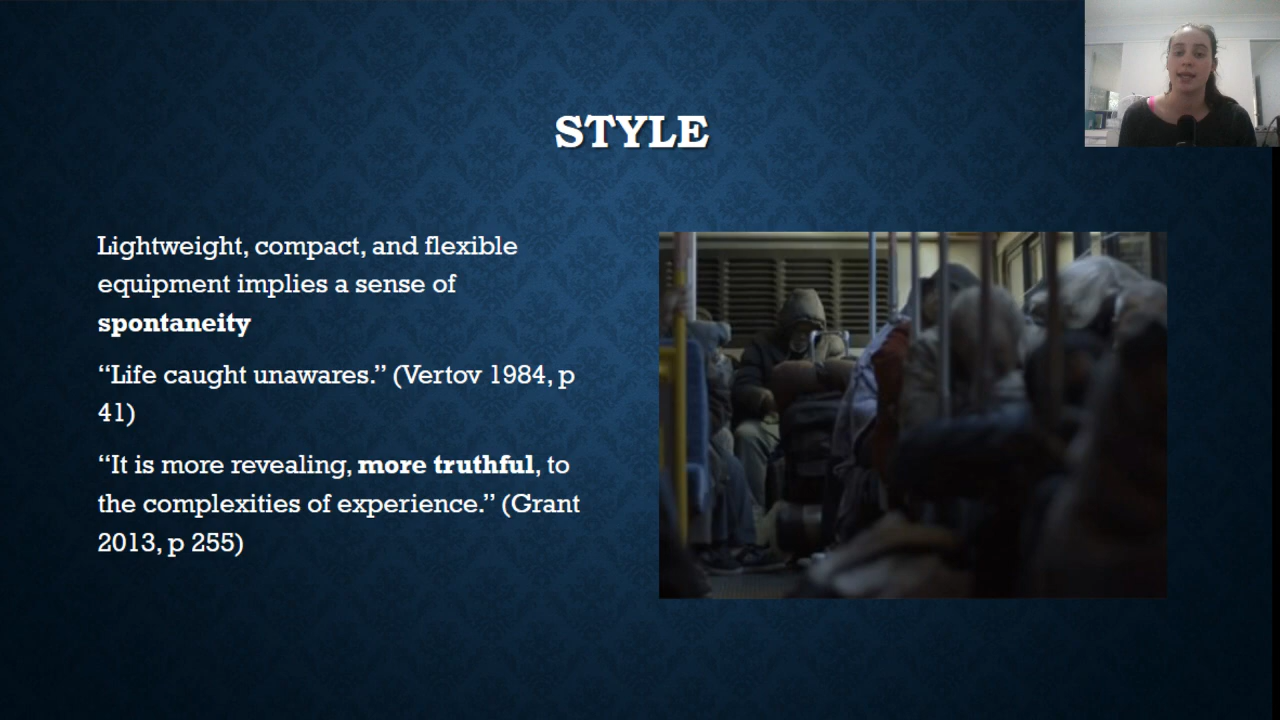 STYLE
Lightweight, compact, and flexible
equipment implies a sense of
spontaneity
“Life caught unawares.” (Vertov 1984, p
41)
“It is more revealing, more truthful, to
the complexities of experience.” (Grant
2013, p 255)